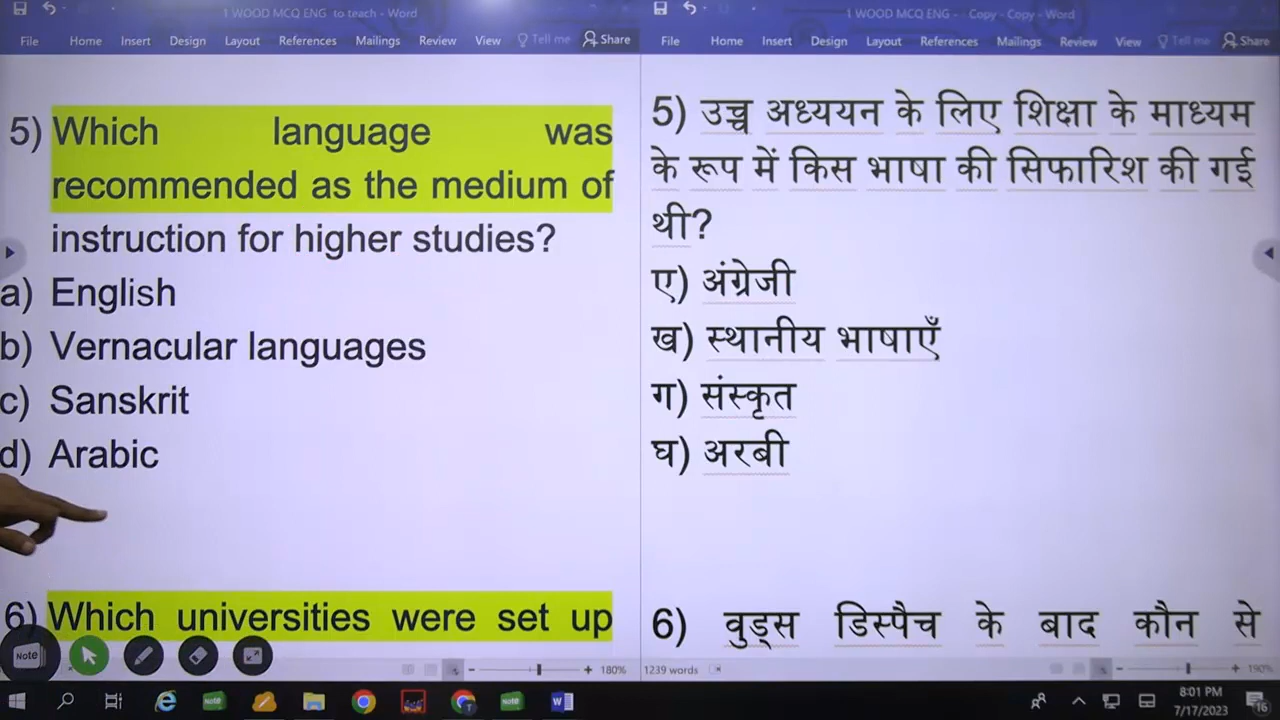 1 WOOD MCQ ENG to teach - Word
File Home Insert Design Layout References Mailings Review View Tell me Share
5) Which language was
recommended as the medium of
instruction for higher studies?
a) English
b) Vernacular languages
c) Sanskrit
d) Arabic
6) Which universities were set up
180%
1 WOOD MCQ ENG - Copy - Copy - Word
File Home Insert Design Layout References Mailings Review View Tell me Share
5) उच्च अध्ययन के लिए शिक्षा के माध्यम
के रूप में किस भाषा की सिफारिश की गई
थी?
ए) अंग्रेजी
ख) स्थानीय भाषाएँ
ग) संस्कृत
घ) अरबी
6) वुड्स डिस्पैच के बाद कौन से
1239 words 190%
Note
Note Note
8:01 PM
7/17/2023
16